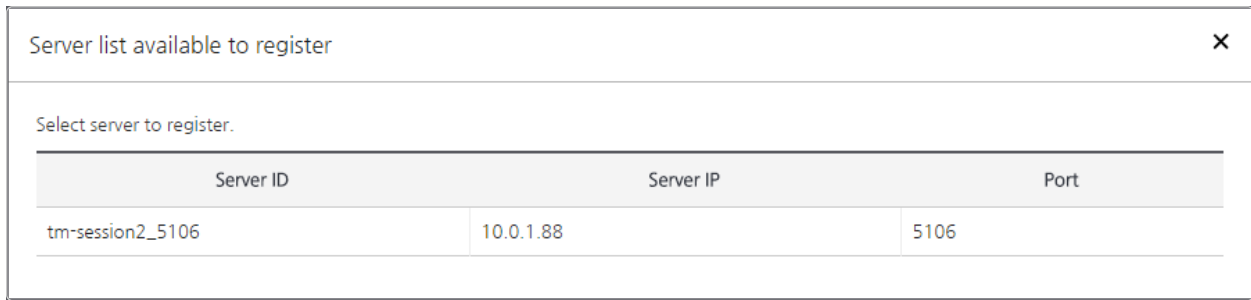 Server list available to register ×
Select server to register.
Server ID Server IP Port
tm-session2_5106 10.0.1.88 5106